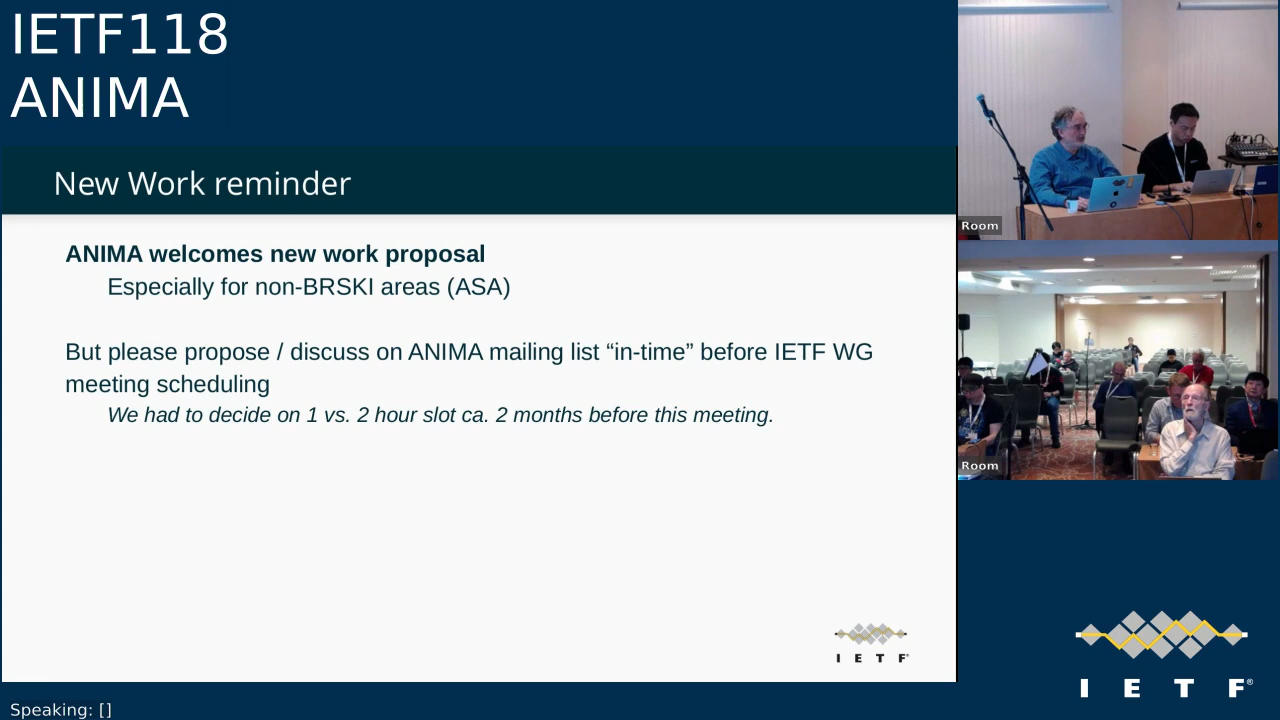 IETF118
ANIMA
New Work reminder
ANIMA welcomes new work proposal
Especially for non-BRSKI areas (ASA)
But please propose / discuss on ANIMA mailing list “in-time” before IETF WG
meeting scheduling
We had to decide on 1 vs. 2 hour slot ca. 2 months before this meeting.
I E T F®
Room
Room
I E T F®
Speaking: []